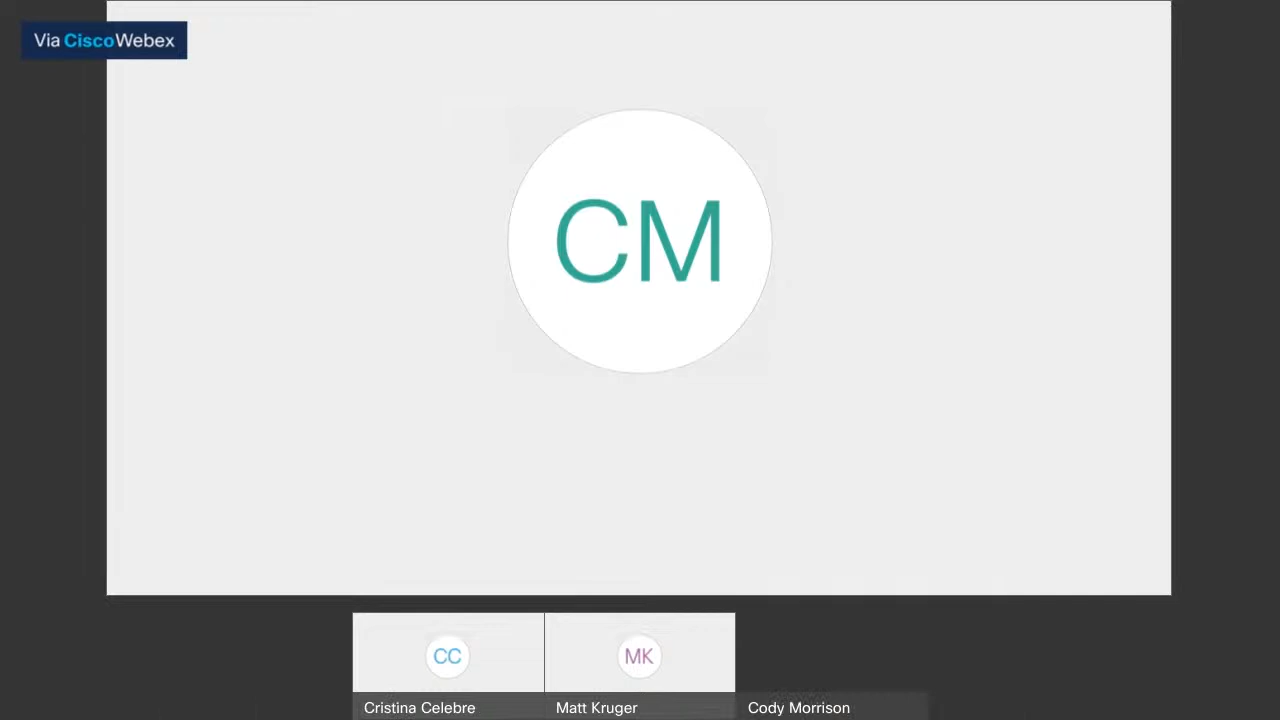 Via CiscoWebex
CM
CC
MK
Cristina Celebre
Matt Kruger
Cody Morrison